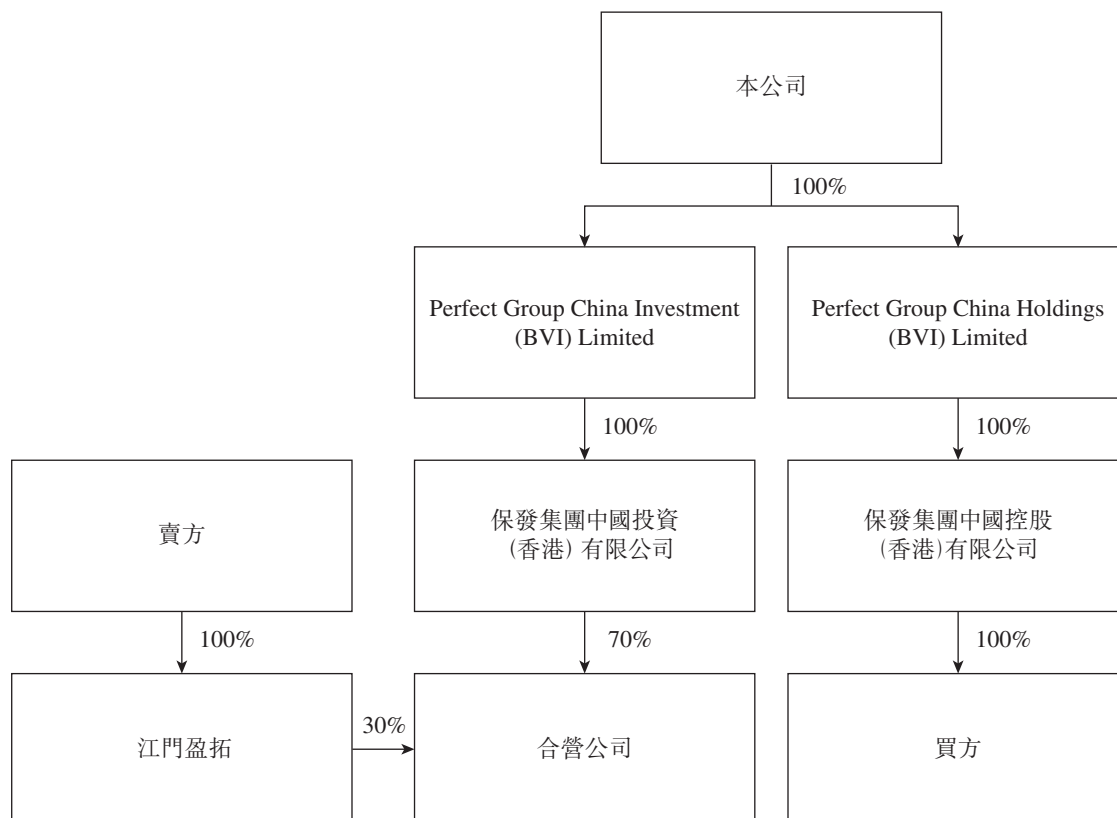 本公司
100%
Perfect Group China Investment
(BVI) Limited
Perfect Group China Holdings
(BVI) Limited
100%
100%
賣方
保發集團中國投資
（香港）有限公司
保發集團中國控股
（香港）有限公司
100%
70%
100%
江門盈拓
30%
合營公司
買方